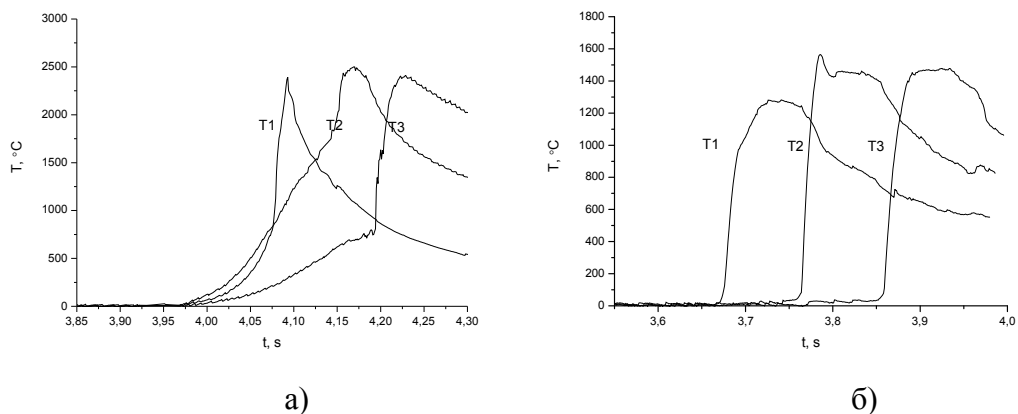 3000
2500
2000
1500
1000
500
0
T, °C
T1
T2
T3
3,85 3,90 3,95 4,00 4,05 4,10 4,15 4,20 4,25 4,30
t, s
а)
1800
1600
1400
1200
1000
800
600
400
200
0
T, °C
T1
T2
T3
3,6 3,7 3,8 3,9 4,0
t, s
б)